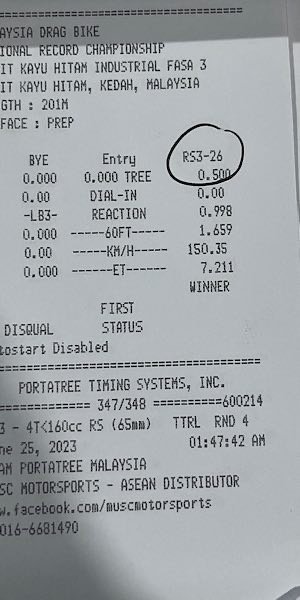 AYSIA DRAG BIKE
IONAL RECORD CHAMPIONSHIP
IT KAYU HITAM INDUSTRIAL FASA 3
IT KAYU HITAM, KEDAH, MALAYSIA
GTH : 201M
FACE : PREP
BYE Entry RS3-26
0.000 0.000 TREE 0.500
0.00 DIAL-IN 0.00
-LB3- REACTION 0.998
0.000 -----60FT----- 1.659
0.00 -----KM/H----- 150.35
0.000 ------ET------ 7.211
WINNER
FIRST
DISQUAL STATUS
tostart Disabled
PORTATREE TIMING SYSTEMS, INC.
============ 347/348 ==========600214
3 - 4T<160cc RS (65mm) TTRL RND 4
ne 25, 2023 01:47:42 AM
AM PORTATREE MALAYSIA
SC MOTORSPORTS - ASEAN DISTRIBUTOR
w.facebook.com/muscmotorsports
016-6681490